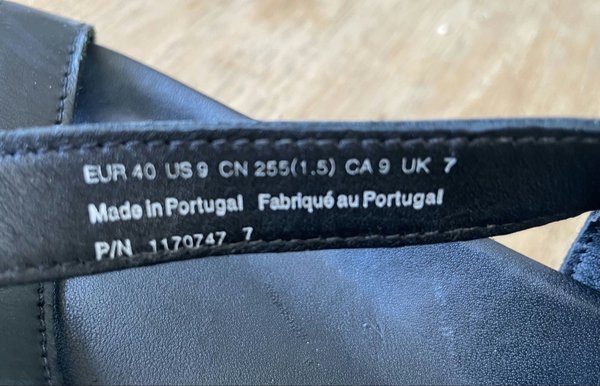 EUR 40 US 9 CN 255(1.5) CA 9 UK 7
Made in Portugal Fabriqué au Portugal
P/N 1170747 7